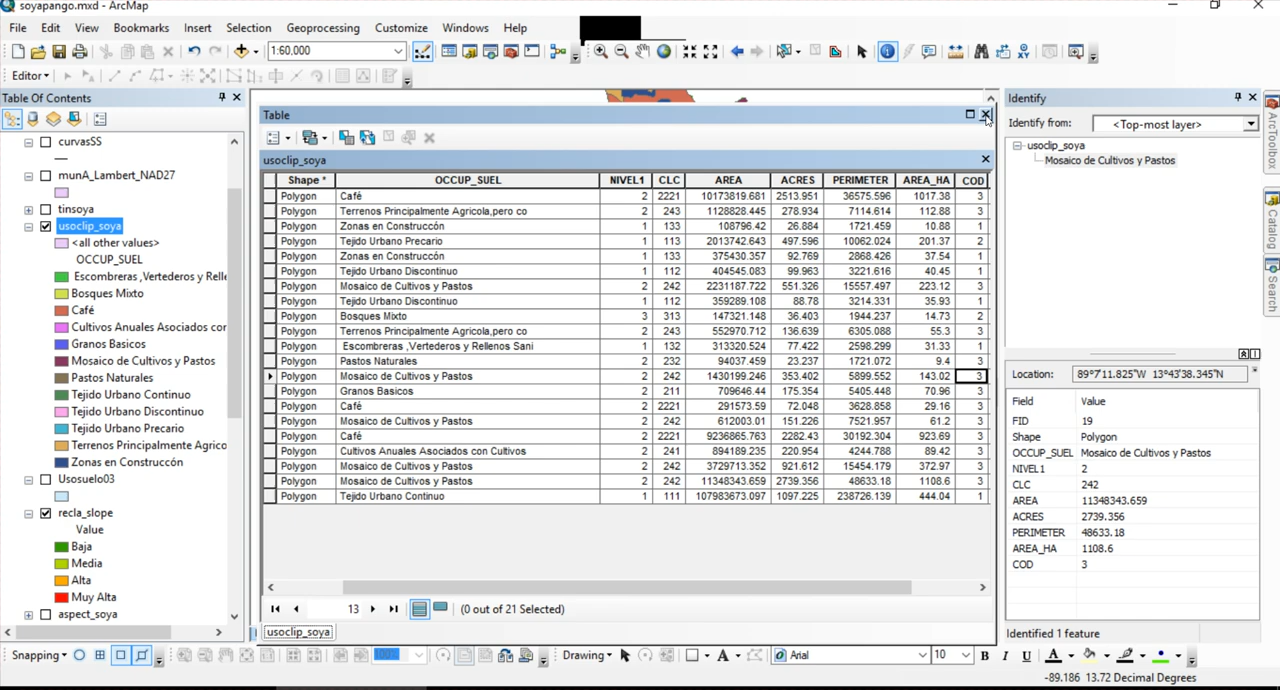 soyapango.mxd - ArcMap
File Edit View Bookmarks Insert Selection Geoprocessing Customize Windows Help
1:60,000
Editor
Table Of Contents
curvasSS
munA_Lambert_NAD27
tinsoya
usoclip_soya
<all other values>
OCCUP_SUEL
Escombreras ,Vertederos y Relle
Bosques Mixto
Café
Cultivos Anuales Asociados con
Granos Basicos
Mosaico de Cultivos y Pastos
Pastos Naturales
Tejido Urbano Continuo
Tejido Urbano Discontinuo
Tejido Urbano Precario
Terrenos Principalmente Agrico
Zonas en Construccón
Usosuelo03
recla_slope
Value
Baja
Media
Alta
Muy Alta
aspect_soya
Table
usoclip_soya
Shape * OCCUP_SUEL NIVEL1 CLC AREA ACRES PERIMETER AREA_HA COD
Polygon Café 2 2221 10173819.681 2513.951 36575.596 1017.38 3
Polygon Terrenos Principalmente Agricola,pero co 2 243 1128828.445 278.934 7114.614 112.88 3
Polygon Zonas en Construccón 1 133 108796.42 26.884 1721.459 10.88 1
Polygon Tejido Urbano Precario 1 113 2013742.643 497.596 10062.024 201.37 2
Polygon Zonas en Construccón 1 133 375430.357 92.769 2868.426 37.54 1
Polygon Tejido Urbano Discontinuo 1 112 404545.083 99.963 3221.616 40.45 1
Polygon Mosaico de Cultivos y Pastos 2 242 2231187.722 551.326 15557.497 223.12 3
Polygon Tejido Urbano Discontinuo 1 112 359289.108 88.78 3214.331 35.93 1
Polygon Bosques Mixto 3 313 147321.148 36.403 1944.237 14.73 2
Polygon Terrenos Principalmente Agricola,pero co 2 243 552970.712 136.639 6305.088 55.3 3
Polygon Escombreras ,Vertederos y Rellenos Sani 1 132 313320.524 77.422 2598.299 31.33 1
Polygon Pastos Naturales 2 232 94037.459 23.237 1721.072 9.4 3
Polygon Mosaico de Cultivos y Pastos 2 242 1430199.246 353.402 5899.552 143.02 3
Polygon Granos Basicos 2 211 709646.44 175.354 5405.448 70.96 3
Polygon Café 2 2221 291573.59 72.048 3628.858 29.16 3
Polygon Mosaico de Cultivos y Pastos 2 242 612003.01 151.226 7521.957 61.2 3
Polygon Café 2 2221 9236865.763 2282.43 30192.304 923.69 3
Polygon Cultivos Anuales Asociados con Cultivos 2 241 894189.235 220.954 4244.788 89.42 3
Polygon Mosaico de Cultivos y Pastos 2 242 3729713.352 921.612 15454.179 372.97 3
Polygon Mosaico de Cultivos y Pastos 2 242 11348343.659 2739.356 48633.18 1108.6 3
Polygon Tejido Urbano Continuo 1 111 107983673.097 1097.225 238726.139 444.04 1
13 (0 out of 21 Selected)
usoclip_soya
Identify
Identify from: <Top-most layer>
usoclip_soya
Mosaico de Cultivos y Pastos
Location: 89°7'11.825"W 13°43'38.345"N
Field Value
FID 19
Shape Polygon
OCCUP_SUEL Mosaico de Cultivos y Pastos
NIVEL1 2
CLC 242
AREA 11348343.659
ACRES 2739.356
PERIMETER 48633.18
AREA_HA 1108.6
COD 3
Identified 1 feature
ArcToolbox
Catalog
Search
Snapping 100% Drawing A Arial 10 B I U A
-89.186 13.72 Decimal Degrees